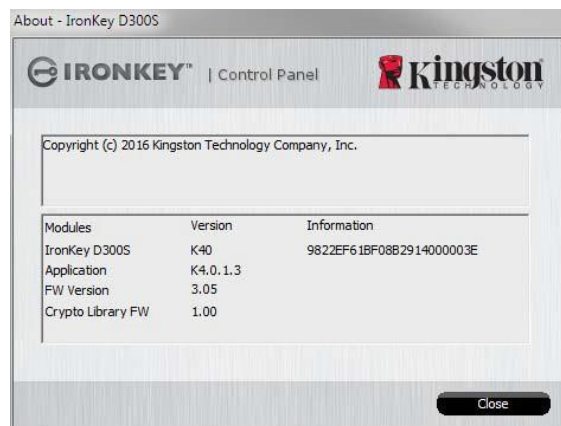 About - IronKey D300S
IRONKEY™ | Control Panel
Kingston
TECHNOLOGY
Copyright (c) 2016 Kingston Technology Company, Inc.
Modules Version Information
IronKey D300S K40 9822EF61BF08B2914000003E
Application K4.0.1.3
FW Version 3.05
Crypto Library FW 1.00
Close